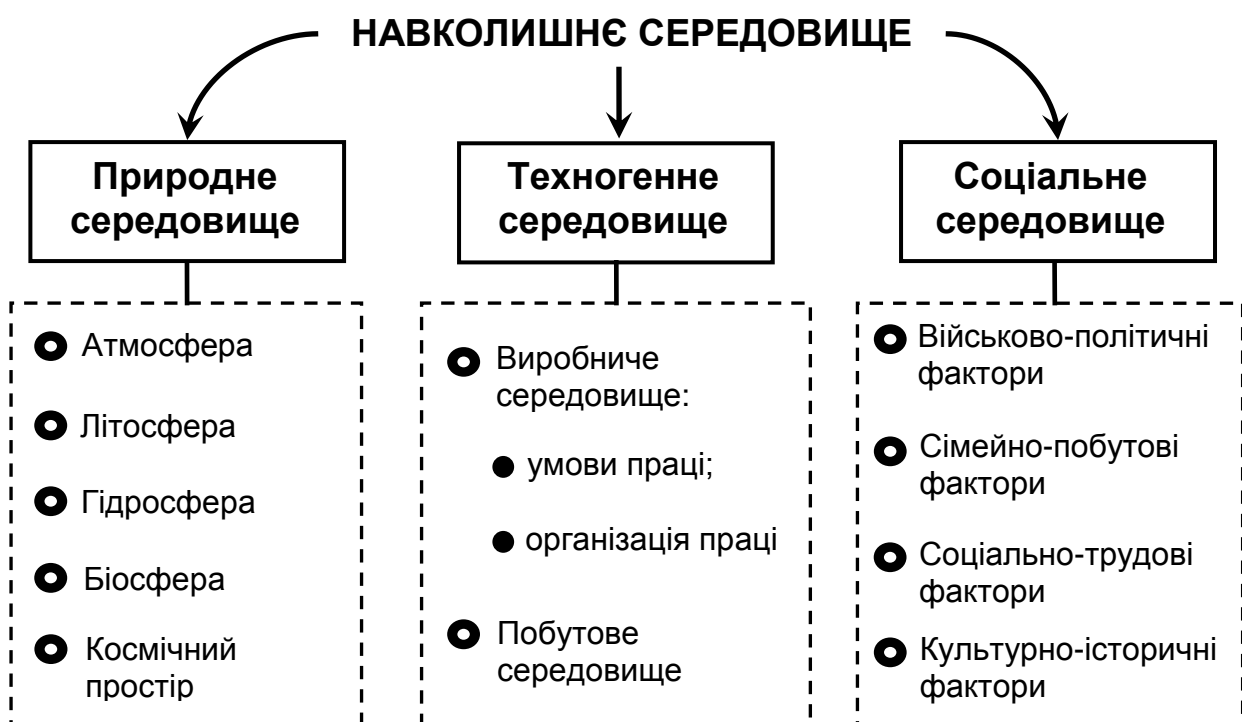 НАВКОЛИШНЄ СЕРЕДОВИЩЕ
Природне
середовище
Атмосфера
Літосфера
Гідросфера
Біосфера
Космічний
простір
Техногенне
середовище
Виробниче
середовище:
умови праці;
організація праці
Побутове
середовище
Соціальне
середовище
Військово-політичні
фактори
Сімейно-побутові
фактори
Соціально-трудові
фактори
Культурно-історичні
фактори